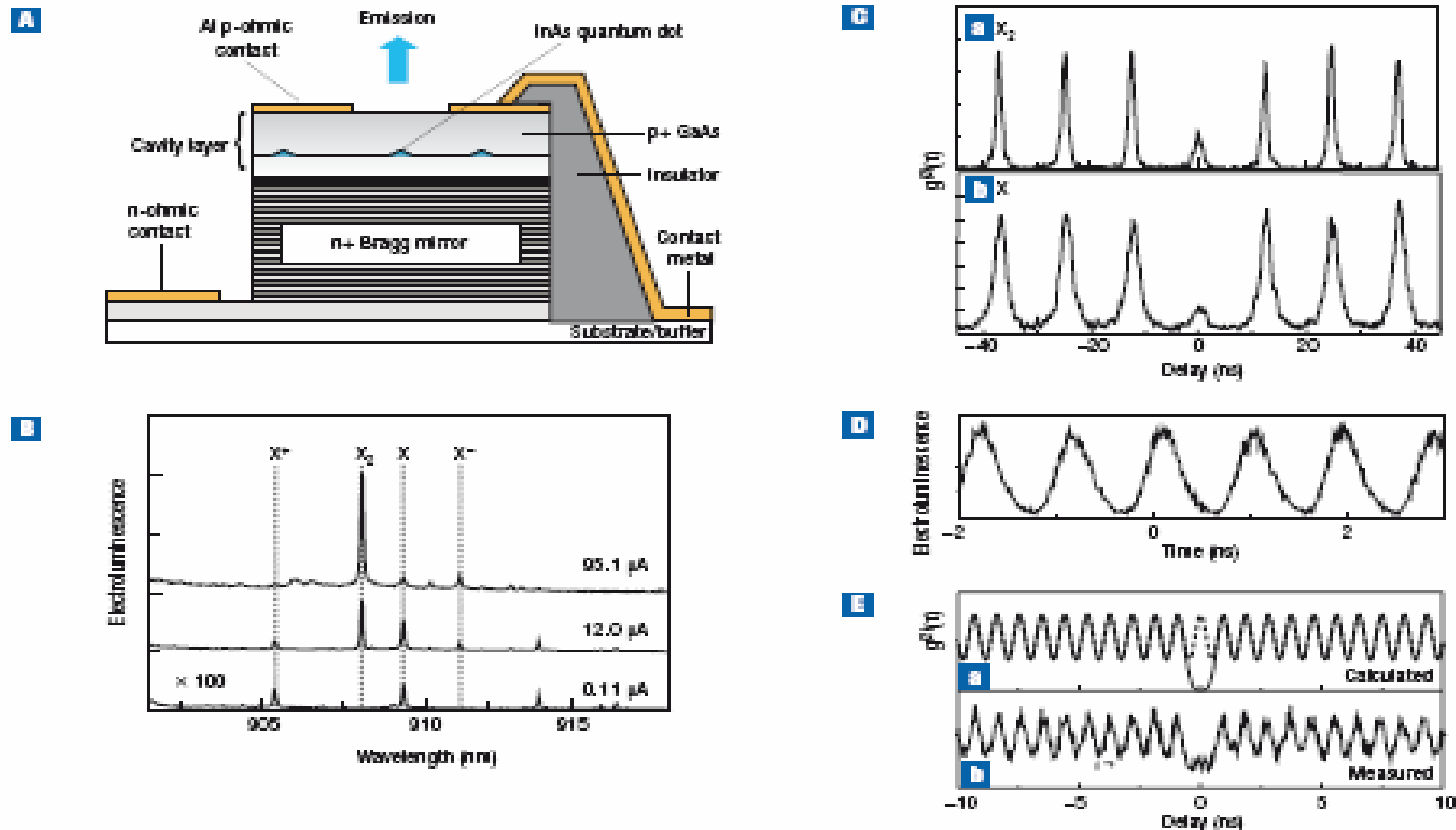 A
Al p-ohmic
contact
Emission
InAs quantum dot
Cavity layer
p+ GaAs
Insulator
n-ohmic
contact
n+ Bragg mirror
Contact
metal
Substrate/buffer
B
Electroluminescence
X+
X2
X
X−
95.1 µA
12.0 µA
× 100
0.11 µA
905
910
915
Wavelength (nm)
C
a X2
g(2)(τ)
b X
−40
−20
0
20
40
Delay (ns)
D
Electroluminescence
−2
0
2
Time (ns)
E
g(2)(τ)
a
Calculated
b
Measured
−10
−5
0
5
10
Delay (ns)